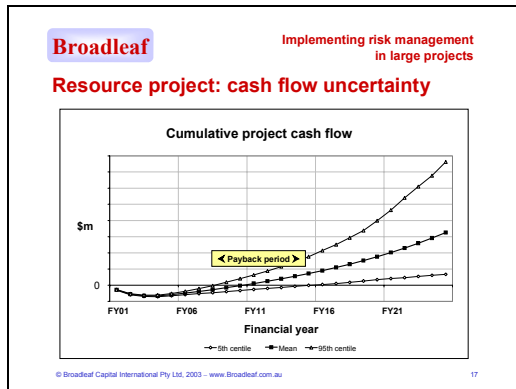 Broadleaf
Implementing risk management
in large projects
Resource project: cash flow uncertainty
Cumulative project cash flow
$m
Payback period
0
FY01 FY06 FY11 FY16 FY21
Financial year
5th centile Mean 95th centile
© Broadleaf Capital International Pty Ltd, 2003 – www.Broadleaf.com.au 17